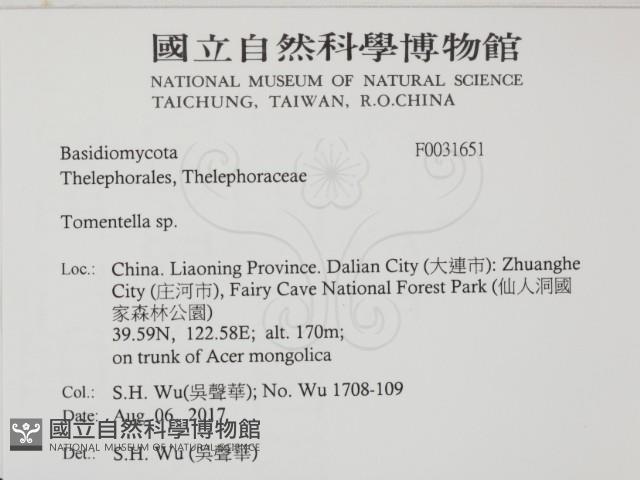 國立自然科學博物館
NATIONAL MUSEUM OF NATURAL SCIENCE
TAICHUNG, TAIWAN, R.O.CHINA
Basidiomycota F0031651
Thelephorales, Thelephoraceae
Tomentella sp.
Loc.: China. Liaoning Province. Dalian City (大連市): Zhuanghe
City (庄河市), Fairy Cave National Forest Park (仙人洞國
家森林公園)
39.59N, 122.58E; alt. 170m;
on trunk of Acer mongolica
Col.: S.H. Wu(吳聲華); No. Wu 1708-109
Date: Aug. 06, 2017
國立自然科學博物館
NATIONAL MUSEUM OF NATURAL SCIENCE
Det.: S.H. Wu (吳聲華)